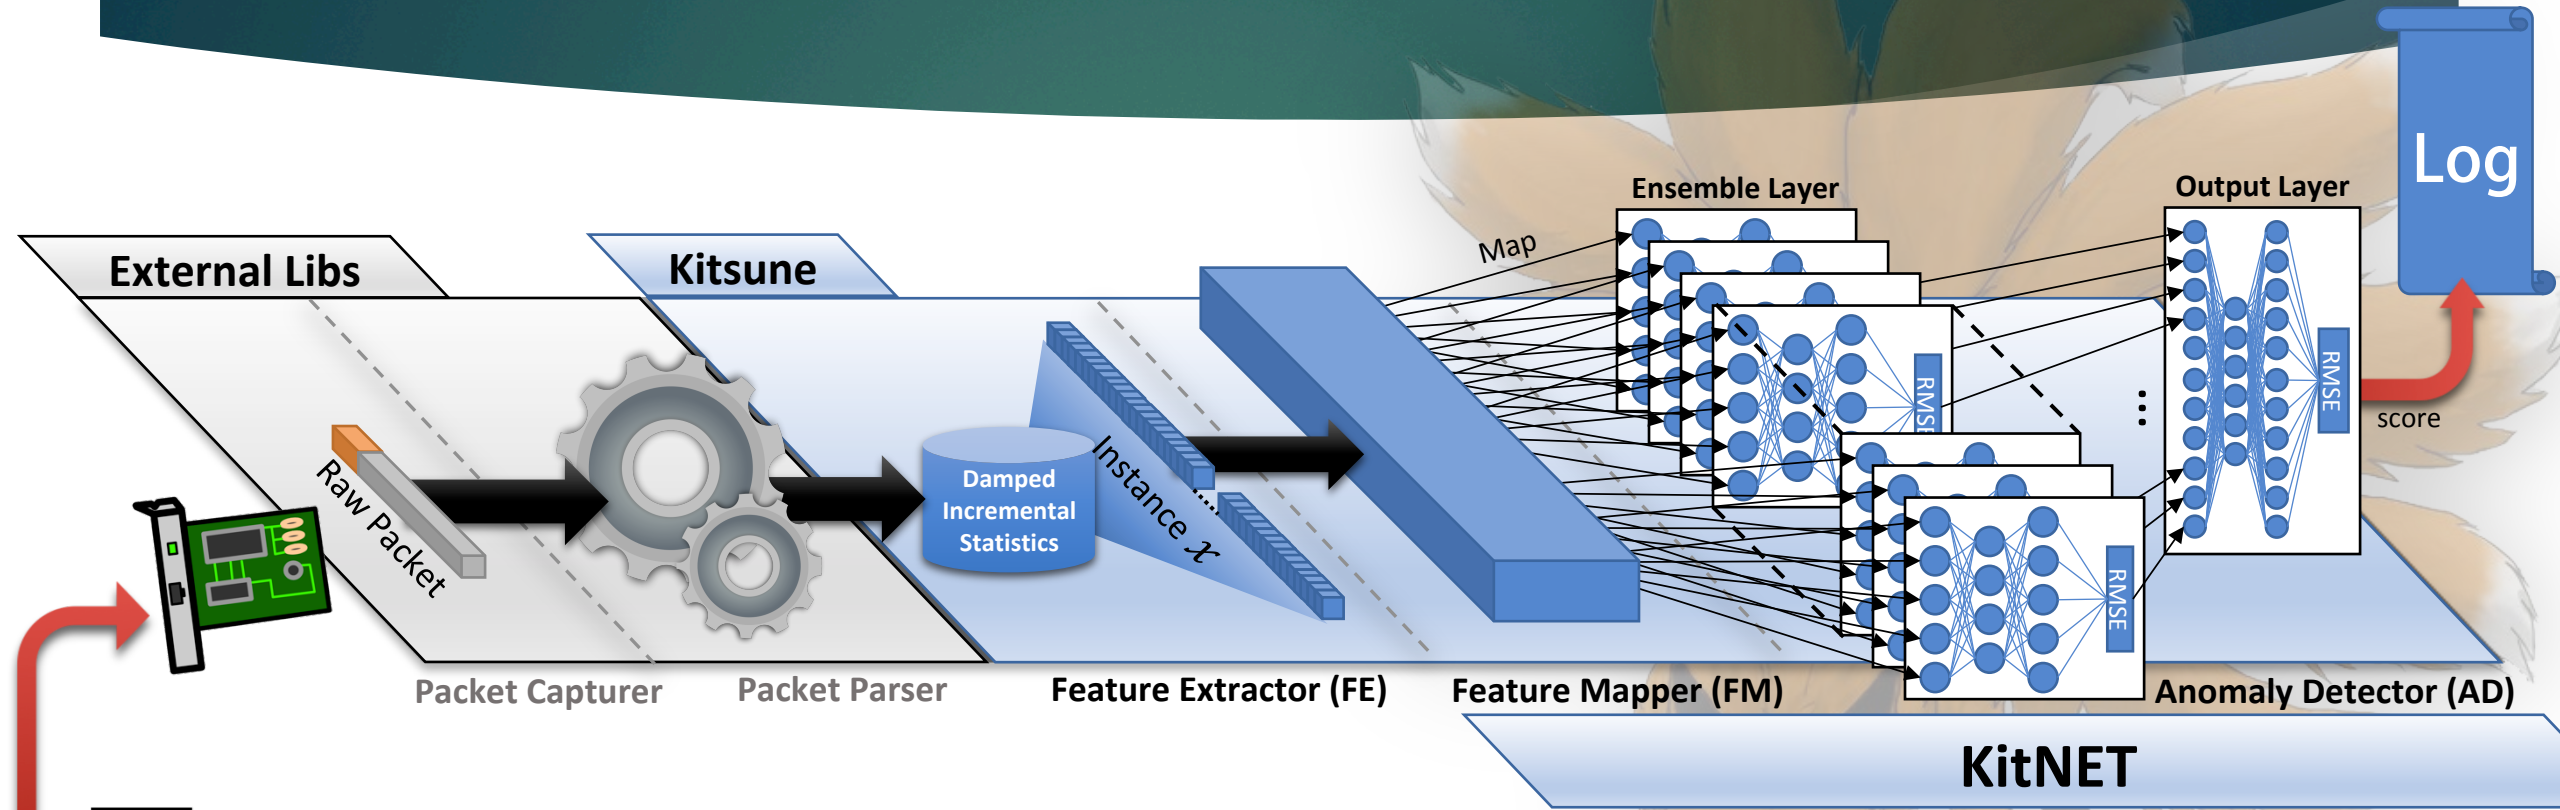 Log
Ensemble Layer
Output Layer
External Libs
Kitsune
Map
RMSE
RMSE
score
Raw Packet
Damped
Incremental
Statistics
Instance x
RMSE
Packet Capturer
Packet Parser
Feature Extractor (FE)
Feature Mapper (FM)
Anomaly Detector (AD)
KitNET